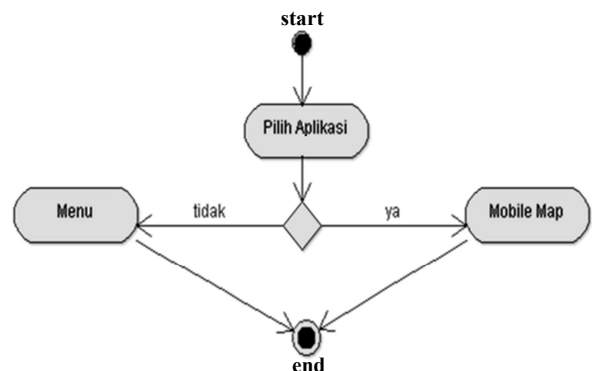 start
Pilih Aplikasi
tidak
ya
Menu
Mobile Map
end